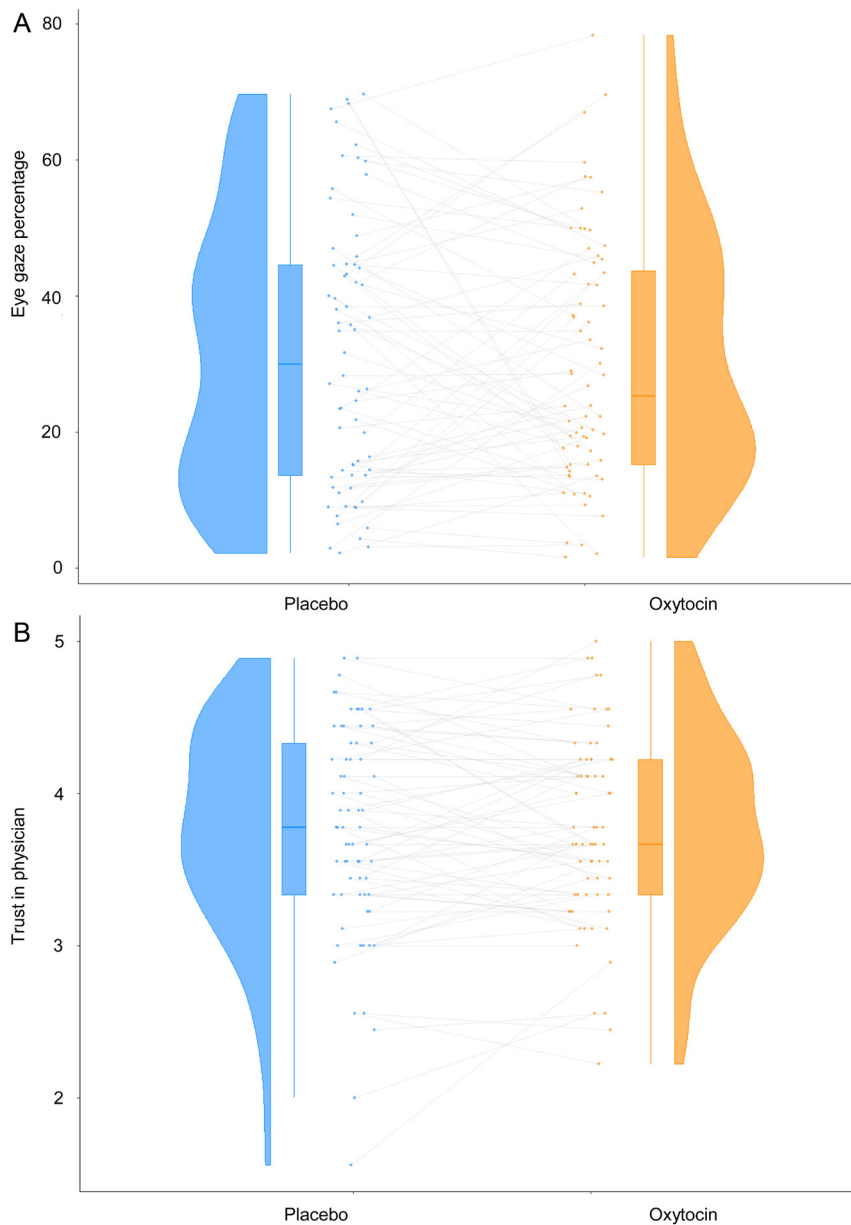 A
80
60
40
20
0
Eye gaze percentage
Placebo
Oxytocin
B
5
4
3
2
Trust in physician
Placebo
Oxytocin